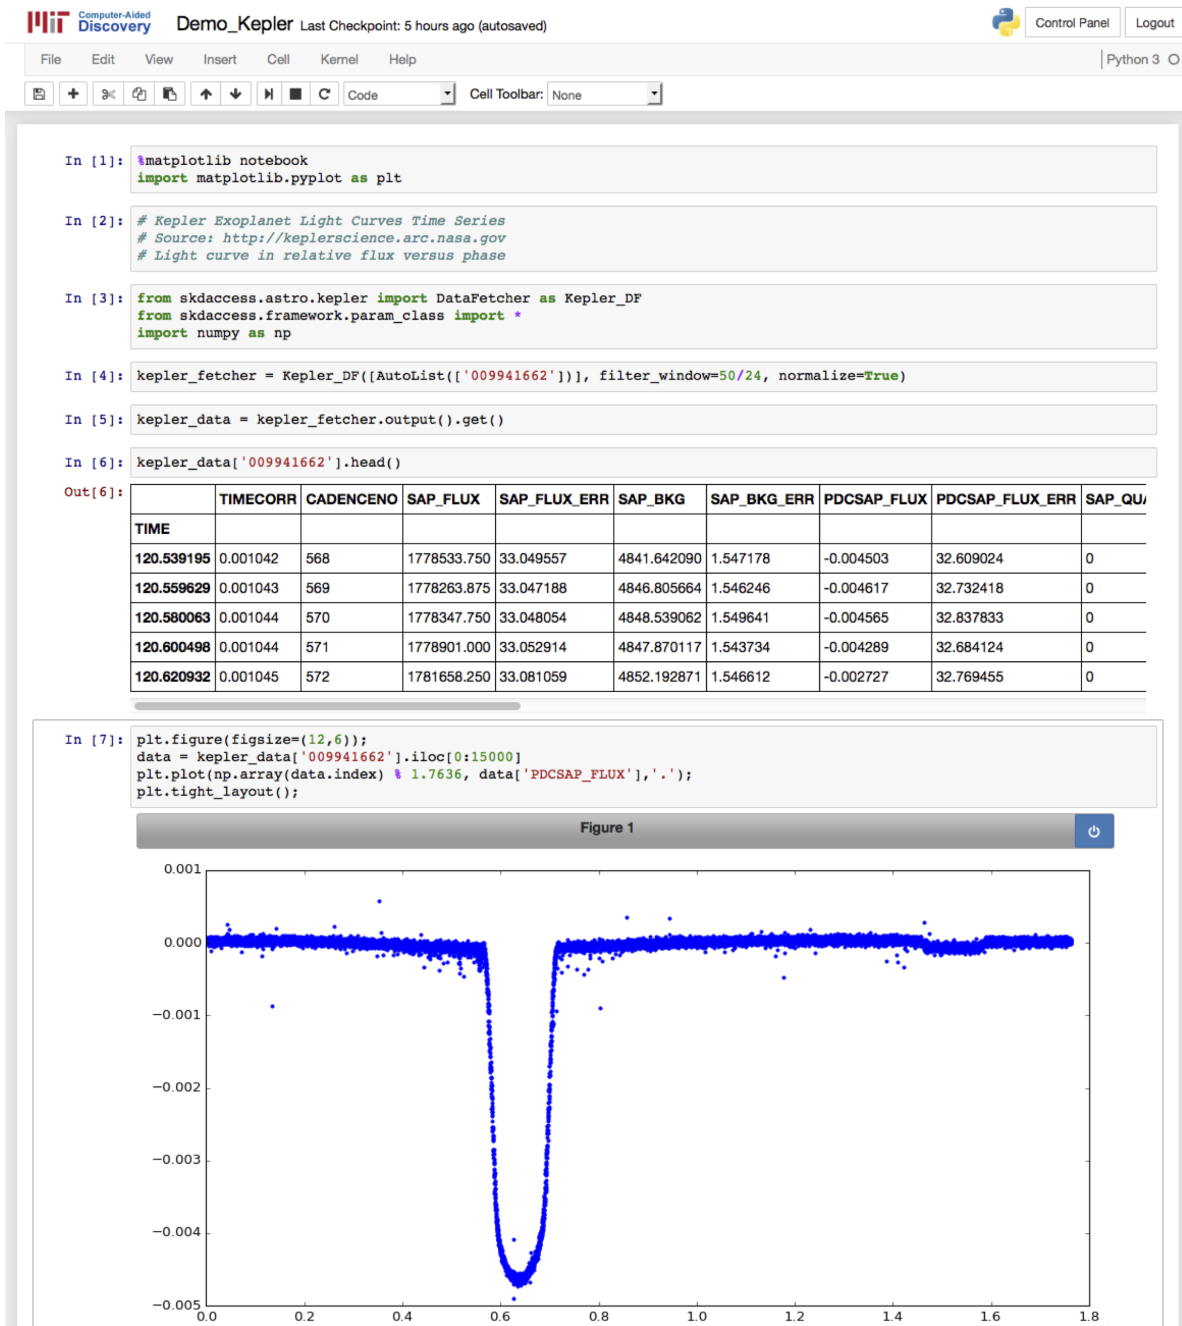 MIT Computer-Aided Discovery Demo_Kepler Last Checkpoint: 5 hours ago (autosaved) Control Panel Logout
File Edit View Insert Cell Kernel Help Python 3
Code Cell Toolbar: None
In [1]: %matplotlib notebook
import matplotlib.pyplot as plt
In [2]: # Kepler Exoplanet Light Curves Time Series
# Source: http://keplerscience.arc.nasa.gov
# Light curve in relative flux versus phase
In [3]: from skdaccess.astro.kepler import DataFetcher as Kepler_DF
from skdaccess.framework.param_class import *
import numpy as np
In [4]: kepler_fetcher = Kepler_DF([AutoList(['009941662'])], filter_window=50/24, normalize=True)
In [5]: kepler_data = kepler_fetcher.output().get()
In [6]: kepler_data['009941662'].head()
Out[6]:
TIMECORR CADENCENO SAP_FLUX SAP_FLUX_ERR SAP_BKG SAP_BKG_ERR PDCSAP_FLUX PDCSAP_FLUX_ERR SAP_QUA
TIME
120.539195 0.001042 568 1778533.750 33.049557 4841.642090 1.547178 -0.004503 32.609024 0
120.559629 0.001043 569 1778263.875 33.047188 4846.805664 1.546246 -0.004617 32.732418 0
120.580063 0.001044 570 1778347.750 33.048054 4848.539062 1.549641 -0.004565 32.837833 0
120.600498 0.001044 571 1778901.000 33.052914 4847.870117 1.543734 -0.004289 32.684124 0
120.620932 0.001045 572 1781658.250 33.081059 4852.192871 1.546612 -0.002727 32.769455 0
In [7]: plt.figure(figsize=(12,6));
data = kepler_data['009941662'].iloc[0:15000]
plt.plot(np.array(data.index) % 1.7636, data['PDCSAP_FLUX'],'.');
plt.tight_layout();
Figure 1
0.001
0.000
−0.001
−0.002
−0.003
−0.004
−0.005
0.0 0.2 0.4 0.6 0.8 1.0 1.2 1.4 1.6 1.8